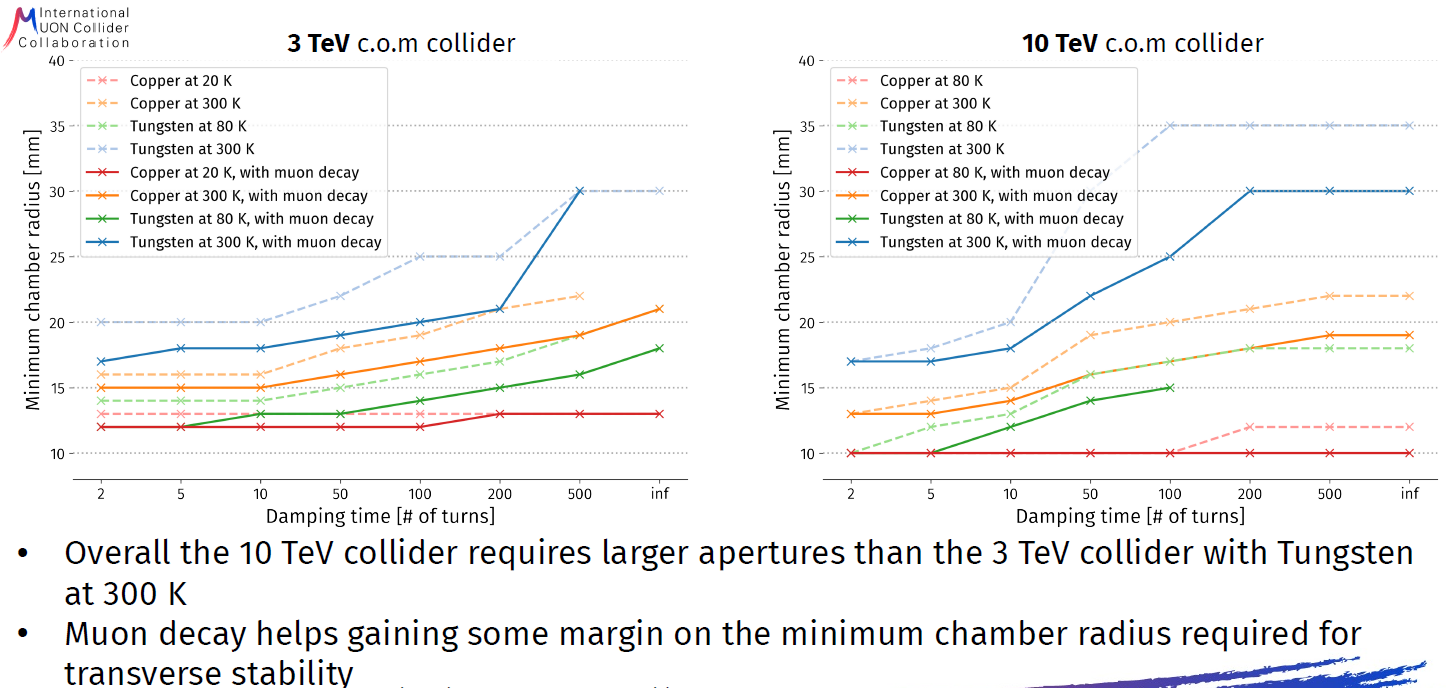 International
UON Collider
Collaboration
3 TeV c.o.m collider
40
35
30
25
20
15
10
Minimum chamber radius [mm]
Copper at 20 K
Copper at 300 K
Tungsten at 80 K
Tungsten at 300 K
Copper at 20 K, with muon decay
Copper at 300 K, with muon decay
Tungsten at 80 K, with muon decay
Tungsten at 300 K, with muon decay
2 5 10 50 100 200 500 inf
Damping time [# of turns]
10 TeV c.o.m collider
40
35
30
25
20
15
10
Minimum chamber radius [mm]
Copper at 80 K
Copper at 300 K
Tungsten at 80 K
Tungsten at 300 K
Copper at 80 K, with muon decay
Copper at 300 K, with muon decay
Tungsten at 80 K, with muon decay
Tungsten at 300 K, with muon decay
2 5 10 50 100 200 500 inf
Damping time [# of turns]
• Overall the 10 TeV collider requires larger apertures than the 3 TeV collider with Tungsten
at 300 K
• Muon decay helps gaining some margin on the minimum chamber radius required for
transverse stability